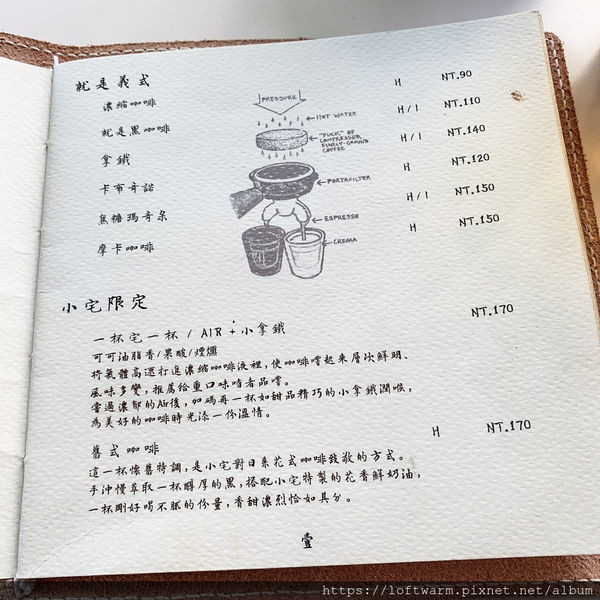 就是義式
濃縮咖啡 H NT.90
就是黑咖啡 H/I NT.110
拿鐵 H/I NT.140
卡布奇諾 H NT.120
焦糖瑪奇朵 H/I NT.150
摩卡咖啡 H NT.150
PRESSURE
HOT WATER
"PUCK" OF
COMPRESSED,
FINELY-GROUND
COFFEE
PORTAFILTER
ESPRESSO
CREMA
小宅限定
一杯宅一杯 / AIR + 小拿鐵 NT.170
可可油脂香/果酸/煙燻
將氣體高速打進濃縮咖啡液裡,使咖啡嚐起來層次鮮明、
風味多變,推薦給重口味嗜者品嚐。
嘗過濃郁的Air後,加碼再一杯如甜品精巧的小拿鐵潤喉,
為美好的咖啡時光添一份溫情。
舊式咖啡 H NT.170
這一杯懷舊特調,是小宅對日系花式咖啡致敬的方式。
手沖慢萃取一杯醇厚的黑,搭配小宅特製的花香鮮奶油,
一杯剛好喝不膩的份量,香甜濃烈恰如其分。
壹
https://loftwarm.pixnet.net/album